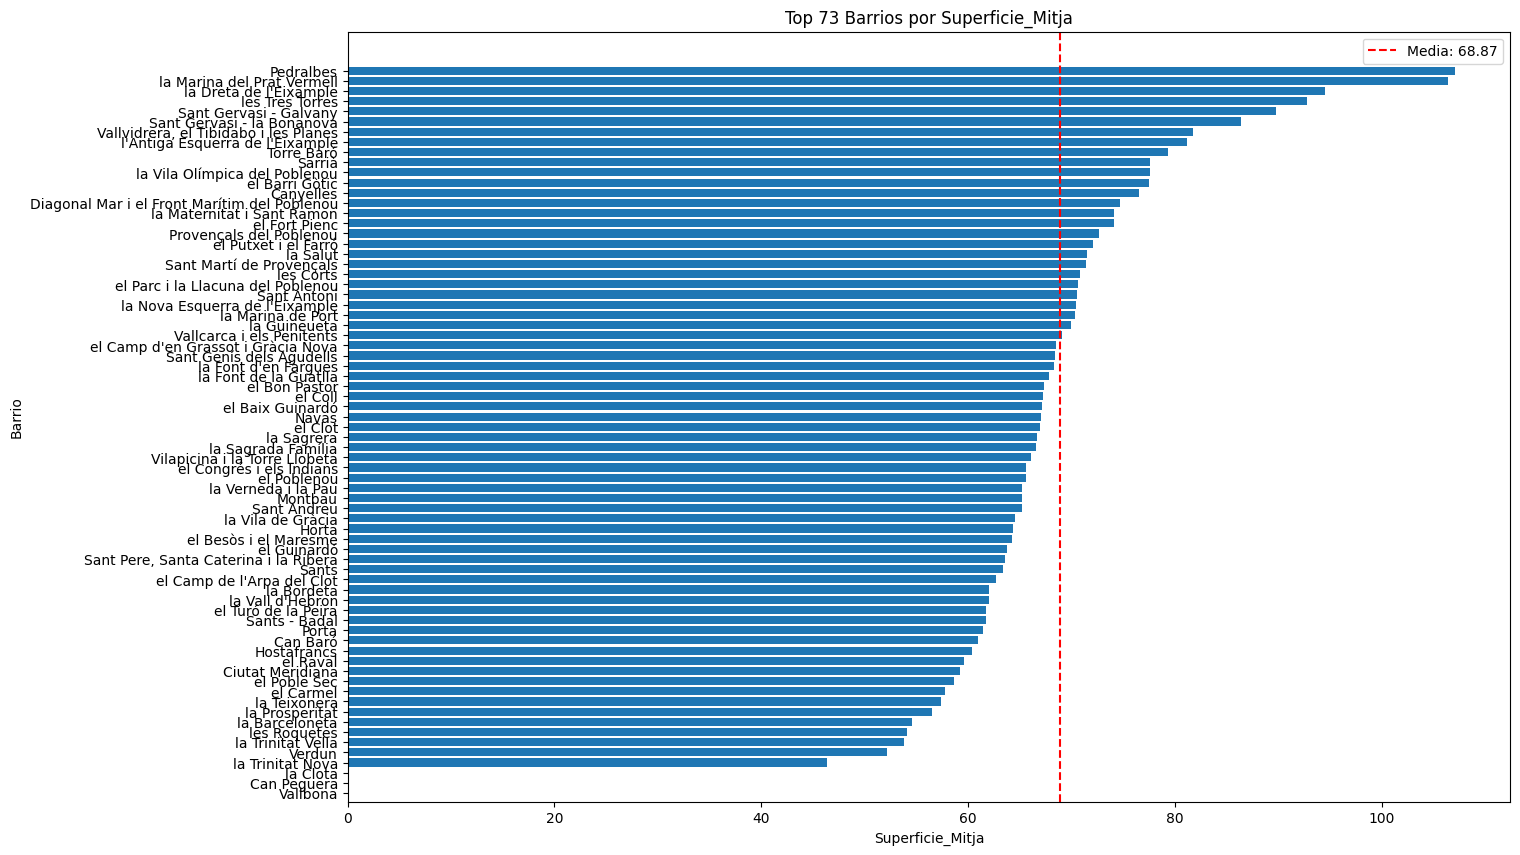 Top 73 Barrios por Superficie_Mitja
Media: 68.87
Pedralbes
la Marina del Prat Vermell
la Dreta de l'Eixample
les Tres Torres
Sant Gervasi - Galvany
Sant Gervasi - la Bonanova
Vallvidrera, el Tibidabo i les Planes
l'Antiga Esquerra de l'Eixample
Torre Baró
Sarrià
la Vila Olímpica del Poblenou
el Barri Gòtic
Canyelles
Diagonal Mar i el Front Marítim del Poblenou
la Maternitat i Sant Ramon
el Fort Pienc
Provençals del Poblenou
el Putxet i el Farró
la Salut
Sant Martí de Provençals
les Corts
el Parc i la Llacuna del Poblenou
Sant Antoni
la Nova Esquerra de l'Eixample
la Marina de Port
la Guineueta
Vallcarca i els Penitents
el Camp d'en Grassot i Gràcia Nova
Sant Genís dels Agudells
la Font d'en Fargues
la Font de la Guatlla
el Bon Pastor
el Coll
el Baix Guinardó
Navas
el Clot
la Sagrera
la Sagrada Família
Vilapicina i la Torre Llobeta
el Congrés i els Indians
el Poblenou
la Verneda i la Pau
Montbau
Sant Andreu
la Vila de Gràcia
Horta
el Besòs i el Maresme
el Guinardó
Sant Pere, Santa Caterina i la Ribera
Sants
el Camp de l'Arpa del Clot
la Bordeta
la Vall d'Hebron
el Turó de la Peira
Sants - Badal
Porta
Can Baró
Hostafrancs
el Raval
Ciutat Meridiana
el Poble Sec
el Carmel
la Teixonera
la Prosperitat
la Barceloneta
les Roquetes
la Trinitat Vella
Verdun
la Trinitat Nova
la Clota
Can Peguera
Vallbona
Barrio
0 20 40 60 80 100
Superficie_Mitja